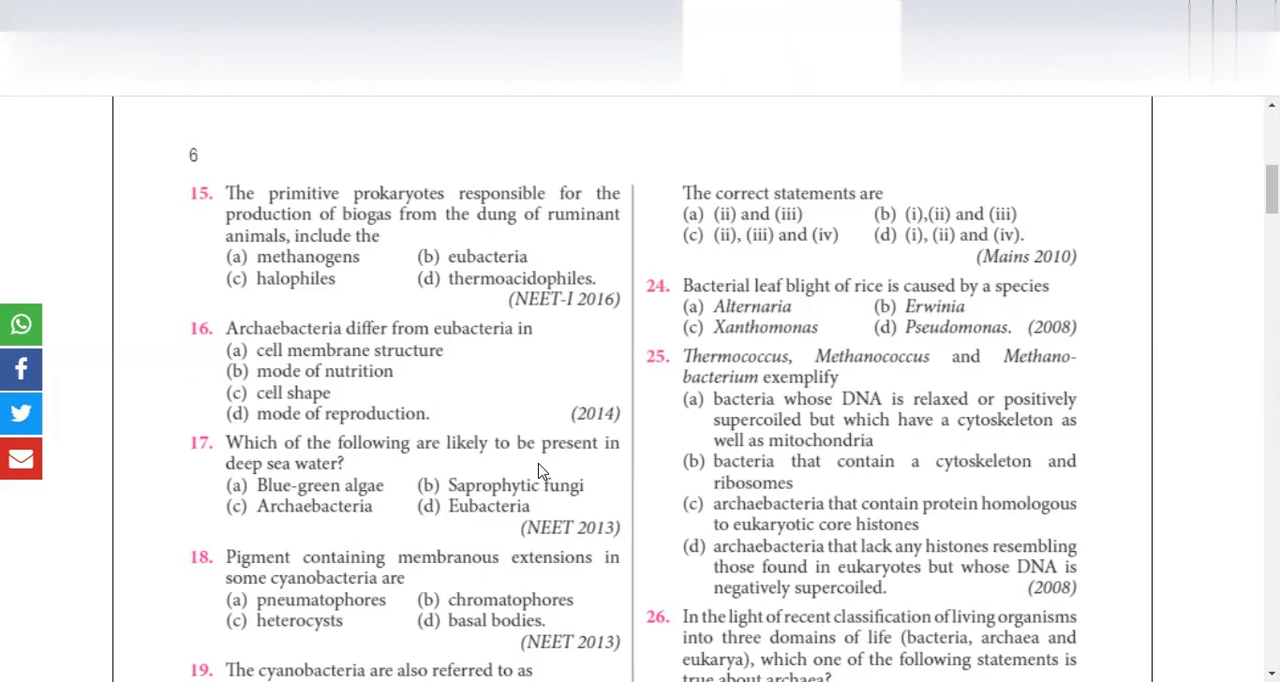 6
15. The primitive prokaryotes responsible for the
production of biogas from the dung of ruminant
animals, include the
(a) methanogens (b) eubacteria
(c) halophiles (d) thermoacidophiles.
(NEET-I 2016)
16. Archaebacteria differ from eubacteria in
(a) cell membrane structure
(b) mode of nutrition
(c) cell shape
(d) mode of reproduction. (2014)
17. Which of the following are likely to be present in
deep sea water?
(a) Blue-green algae (b) Saprophytic fungi
(c) Archaebacteria (d) Eubacteria
(NEET 2013)
18. Pigment containing membranous extensions in
some cyanobacteria are
(a) pneumatophores (b) chromatophores
(c) heterocysts (d) basal bodies.
(NEET 2013)
19. The cyanobacteria are also referred to as
The correct statements are
(a) (ii) and (iii) (b) (i),(ii) and (iii)
(c) (ii), (iii) and (iv) (d) (i), (ii) and (iv).
(Mains 2010)
24. Bacterial leaf blight of rice is caused by a species
(a) Alternaria (b) Erwinia
(c) Xanthomonas (d) Pseudomonas. (2008)
25. Thermococcus, Methanococcus and Methano-
bacterium exemplify
(a) bacteria whose DNA is relaxed or positively
supercoiled but which have a cytoskeleton as
well as mitochondria
(b) bacteria that contain a cytoskeleton and
ribosomes
(c) archaebacteria that contain protein homologous
to eukaryotic core histones
(d) archaebacteria that lack any histones resembling
those found in eukaryotes but whose DNA is
negatively supercoiled. (2008)
26. In the light of recent classification of living organisms
into three domains of life (bacteria, archaea and
eukarya), which one of the following statements is
true about archaea?